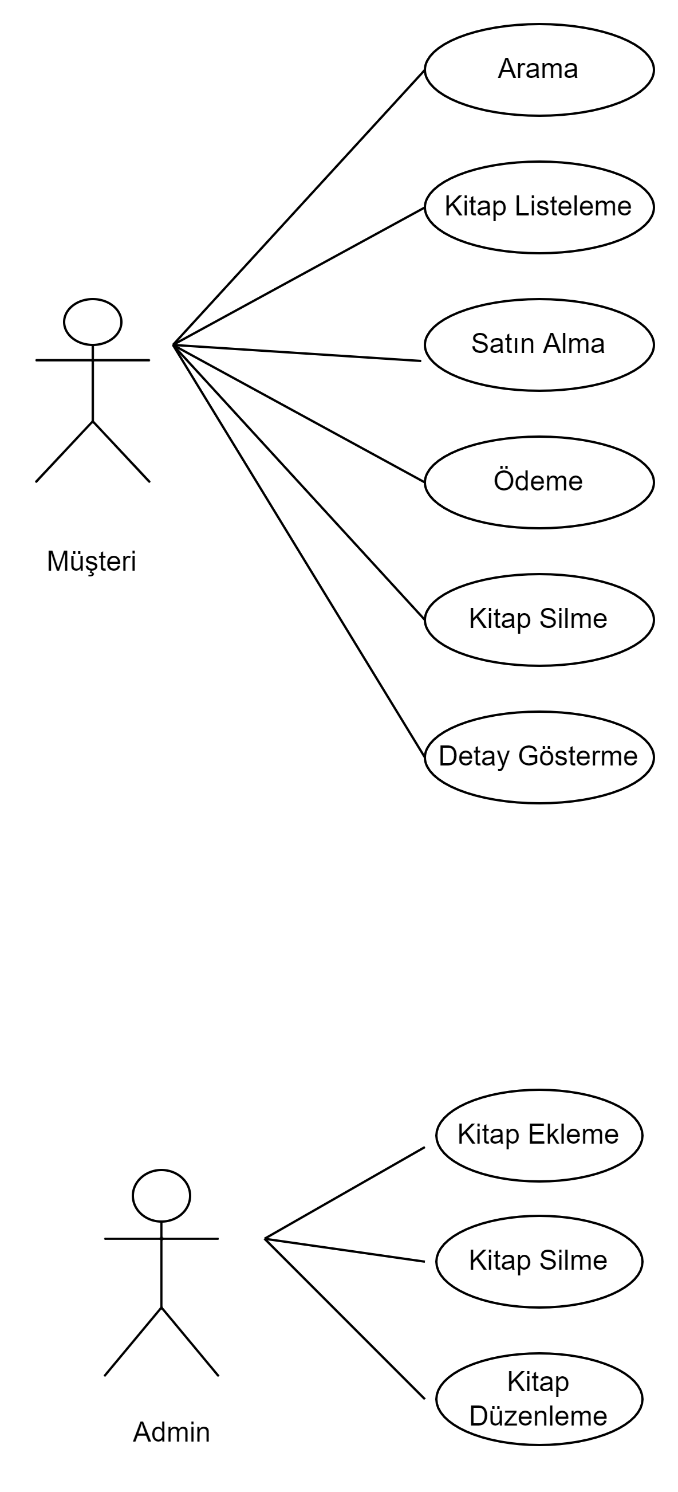 Arama
Kitap Listeleme
Satın Alma
Ödeme
Müşteri
Kitap Silme
Detay Gösterme
Kitap Ekleme
Kitap Silme
Kitap
Düzenleme
Admin